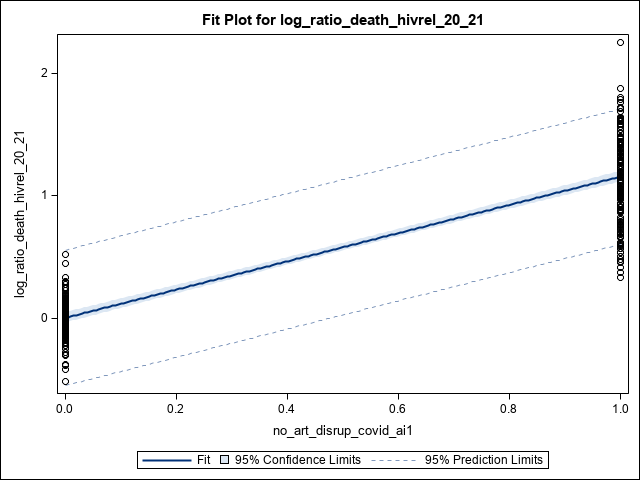 Fit Plot for log_ratio_death_hivrel_20_21
log_ratio_death_hivrel_20_21
2
1
0
0.0 0.2 0.4 0.6 0.8 1.0
no_art_disrup_covid_ai1
Fit 95% Confidence Limits 95% Prediction Limits